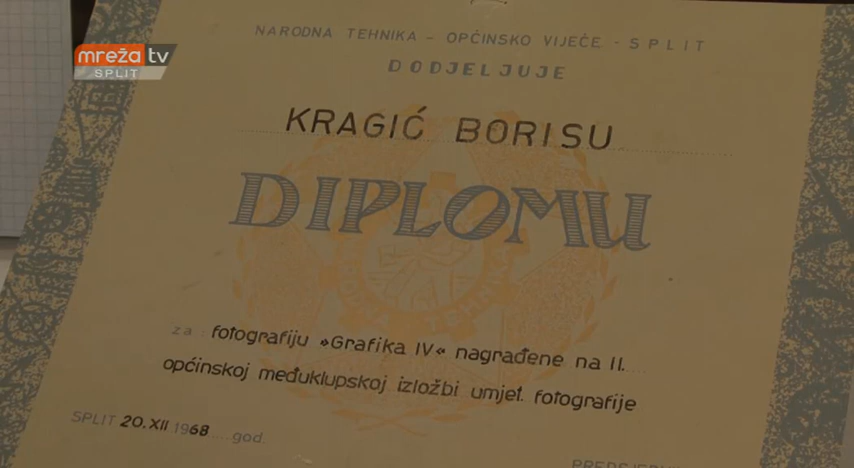 mreža tv
SPLIT
NARODNA TEHNIKA – OPĆINSKO VIJEĆE - SPLIT
DODJELJUJE
KRAGIĆ BORISU
DIPLOMU
za fotografiju »Grafika IV« nagrađene na II.
općinskoj međuklupskoj izložbi umjet. fotografije
SPLIT 20. XII 1968 god.